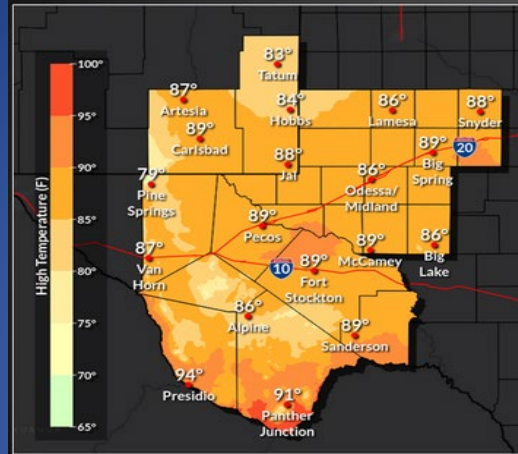 High Temperature (F)
100°
95°
90°
85°
80°
75°
70°
65°
83°
Tatum
87°
Artesia
84°
Hobbs
86°
Lamesa
88°
Snyder
89°
Carlsbad
89°
Big
Spring
20
88°
Jal
86°
Odessa/
Midland
79°
Pine
Springs
89°
Pecos
87°
Van
Horn
10
89°
Fort
Stockton
89°
McCamey
86°
Big
Lake
86°
Alpine
89°
Sanderson
94°
Presidio
91°
Panther
Junction